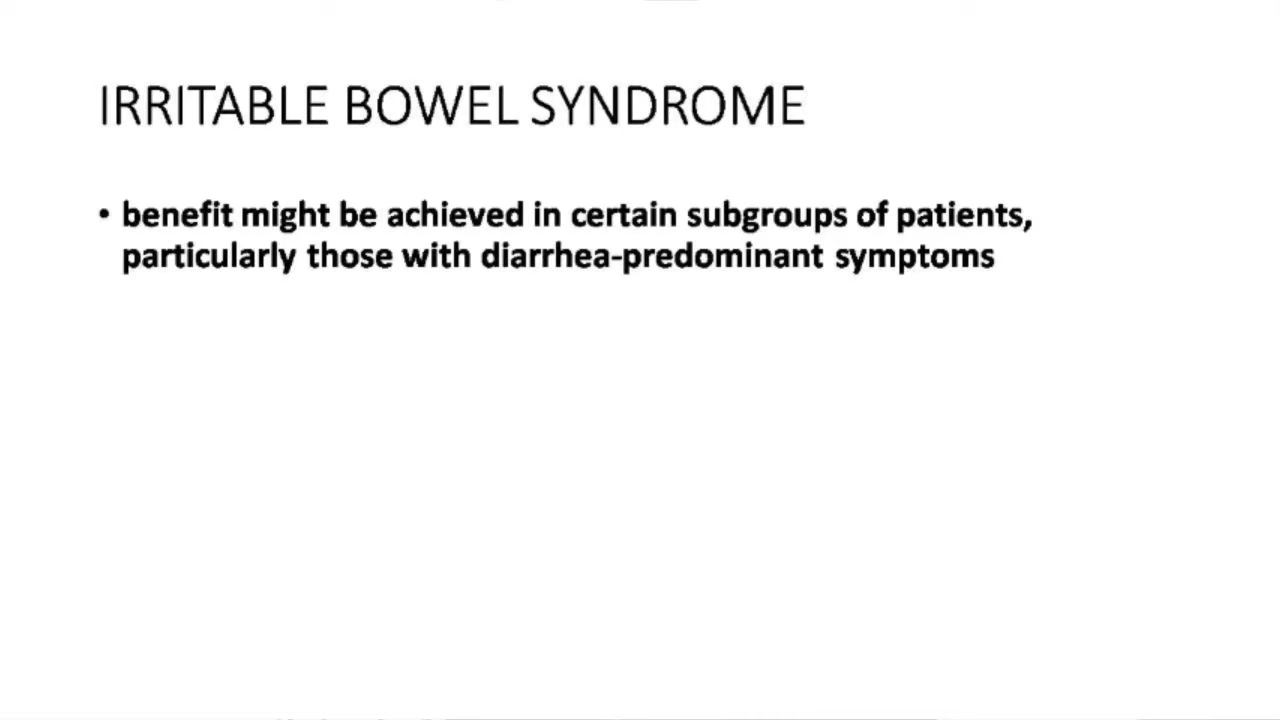 IRRITABLE BOWEL SYNDROME
• benefit might be achieved in certain subgroups of patients,
particularly those with diarrhea-predominant symptoms